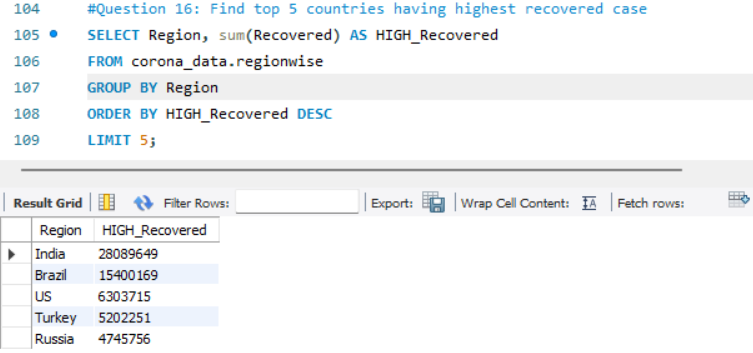 104 #Question 16: Find top 5 countries having highest recovered case
105 SELECT Region, sum(Recovered) AS HIGH_Recovered
106 FROM corona_data.regionwise
107 GROUP BY Region
108 ORDER BY HIGH_Recovered DESC
109 LIMIT 5;
Result Grid Filter Rows: Export: Wrap Cell Content: Fetch rows:
Region HIGH_Recovered
India 28089649
Brazil 15400169
US 6303715
Turkey 5202251
Russia 4745756